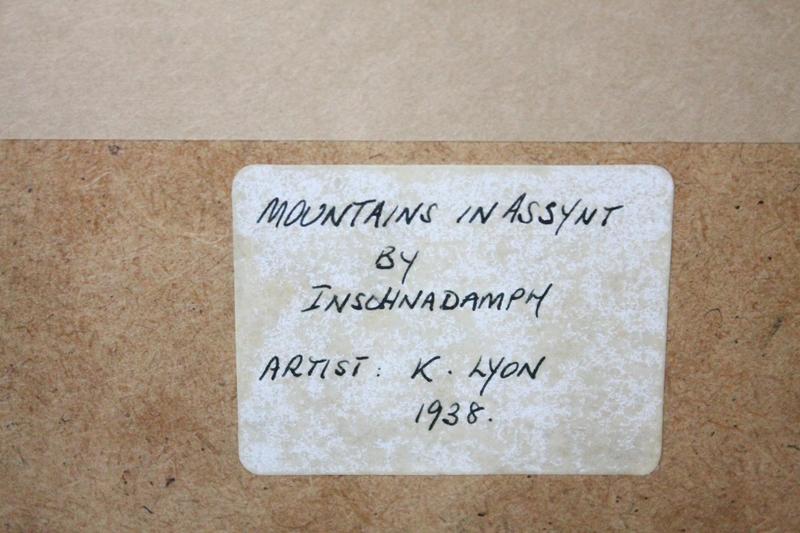 MOUNTAINS IN ASSYNT
BY
INSCHNADAMPH
ARTIST: K. LYON
1938.